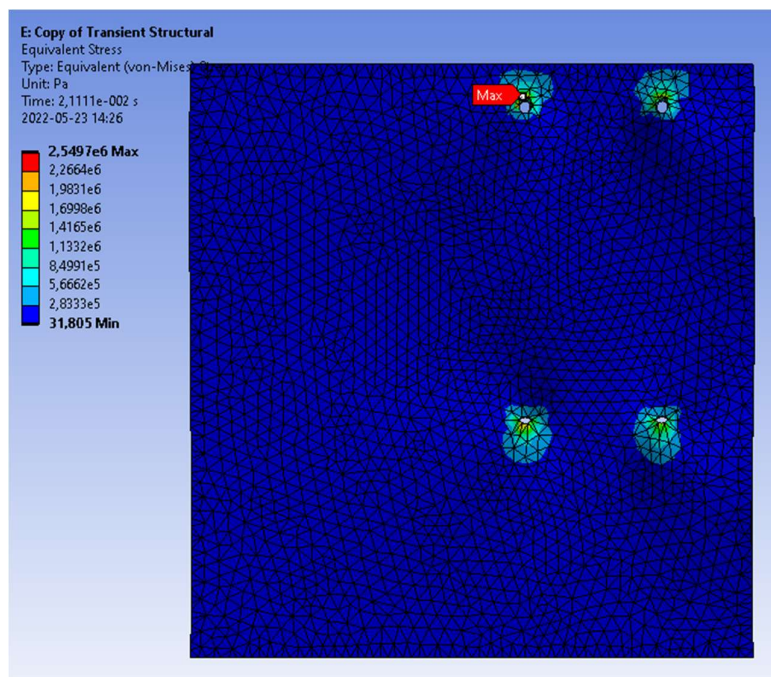 E: Copy of Transient Structural
Equivalent Stress
Type: Equivalent (von-Mises)
Unit: Pa
Time: 2,1111e-002 s
2022-05-23 14:26
2,5497e6 Max
2,2664e6
1,9831e6
1,6998e6
1,4165e6
1,1332e6
8,4991e5
5,6662e5
2,8333e5
31,805 Min
Max